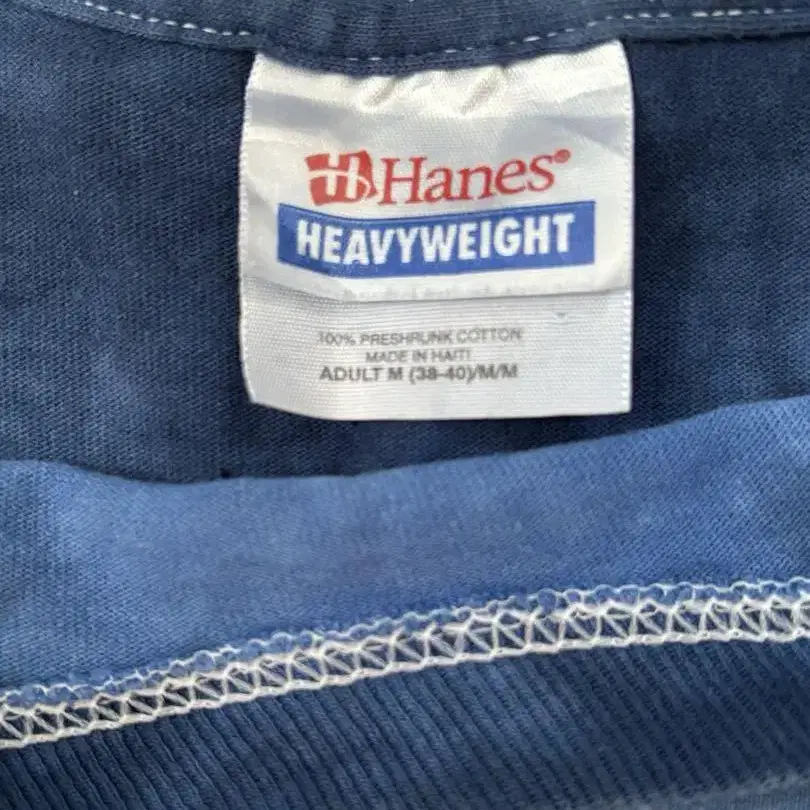 Hanes®
HEAVYWEIGHT
100% PRESHRUNK COTTON
MADE IN HAITI
ADULT M (38-40)/M/M